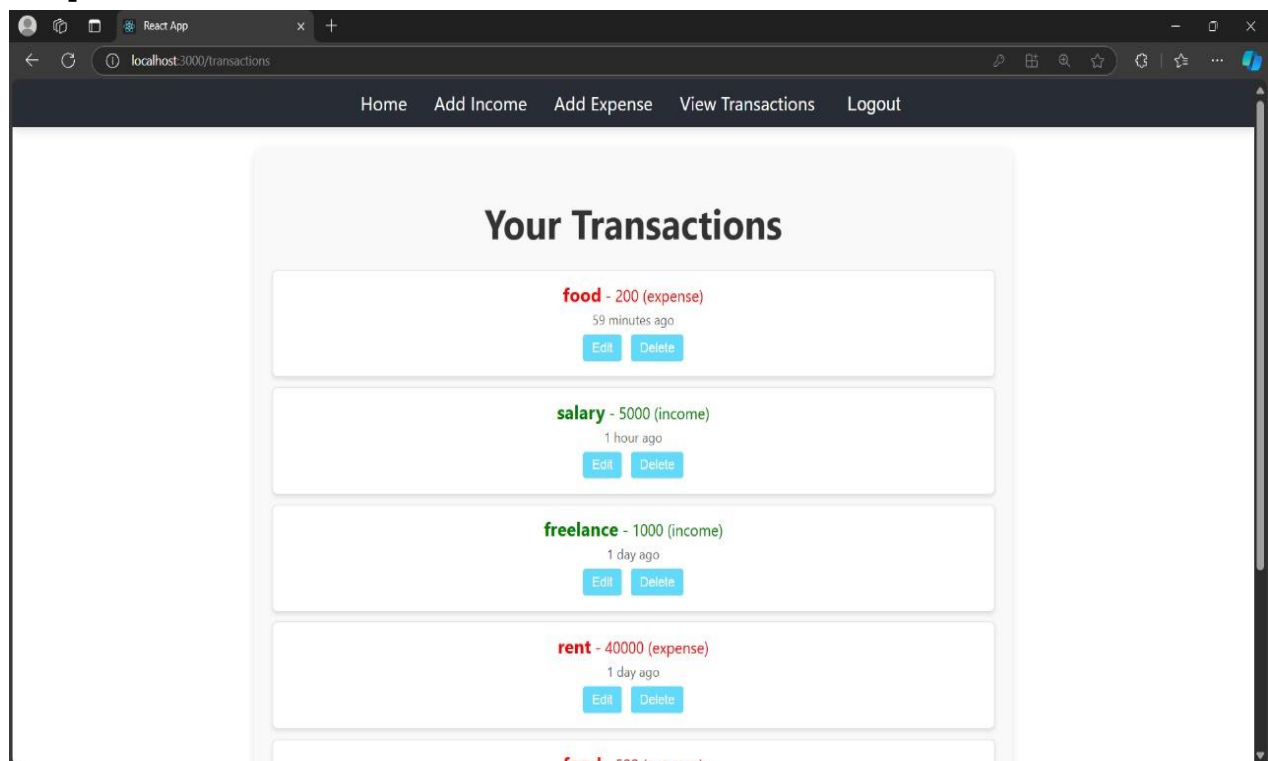 React App
localhost:3000/transactions
Home Add Income Add Expense View Transactions Logout
Your Transactions
food - 200 (expense)
59 minutes ago
Edit Delete
salary - 5000 (income)
1 hour ago
Edit Delete
freelance - 1000 (income)
1 day ago
Edit Delete
rent - 40000 (expense)
1 day ago
Edit Delete